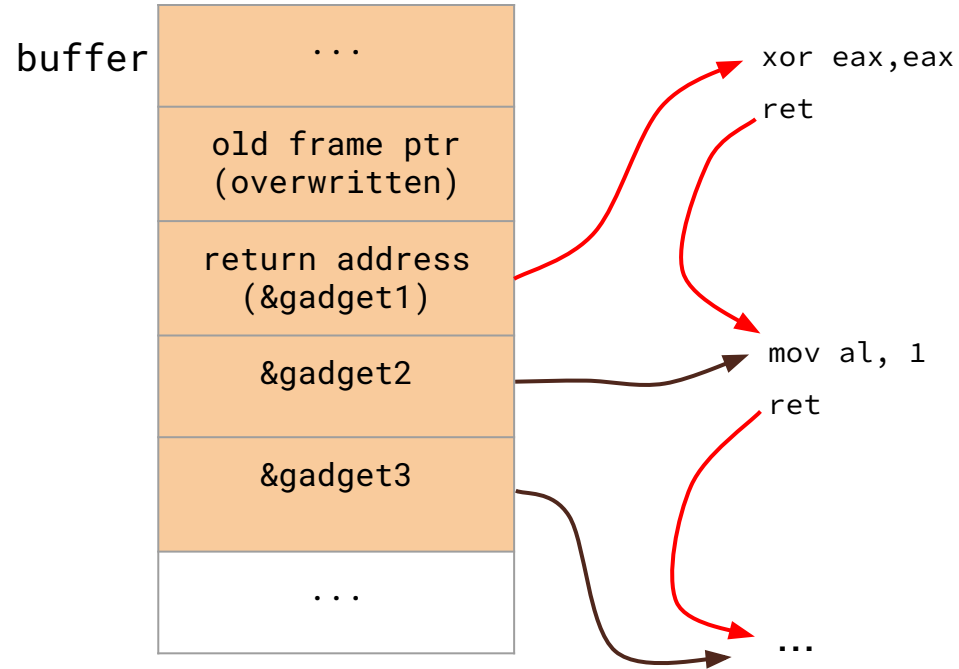 buffer
...
old frame ptr
(overwritten)
return address
(&gadget1)
&gadget2
&gadget3
...
xor eax,eax
ret
mov al, 1
ret
...